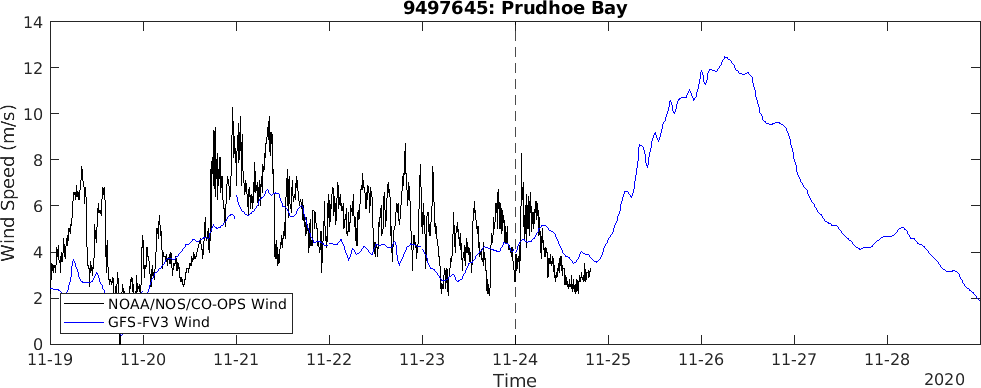 9497645: Prudhoe Bay
Wind Speed (m/s)
14
12
10
8
6
4
2
0
NOAA/NOS/CO-OPS Wind
GFS-FV3 Wind
11-19 11-20 11-21 11-22 11-23 11-24 11-25 11-26 11-27 11-28
Time
2020